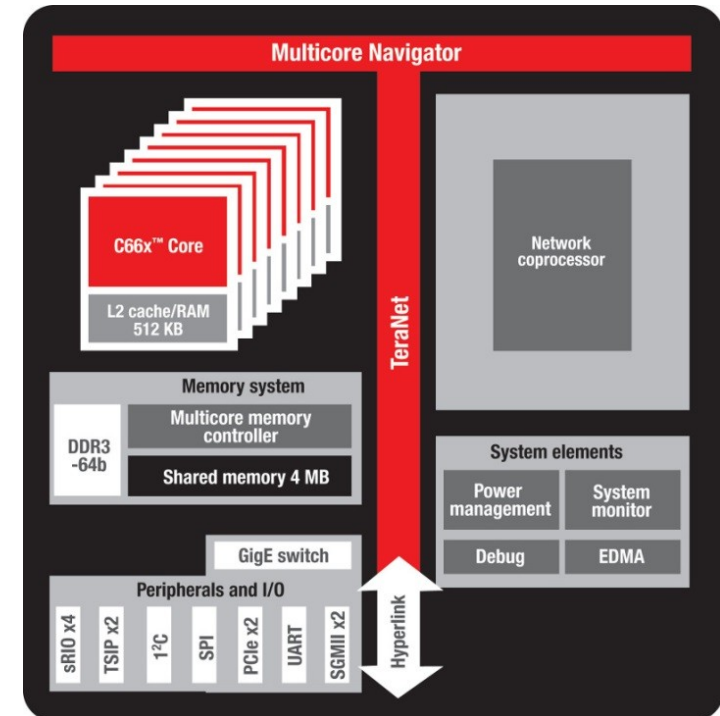 Multicore Navigator
C66x™ Core
L2 cache/RAM
512 KB
TeraNet
Network
coprocessor
Memory system
DDR3
-64b
Multicore memory
controller
Shared memory 4 MB
System elements
Power
management
System
monitor
Debug
EDMA
GigE switch
Peripherals and I/O
sRIO x4
TSIP x2
1²C
SPI
PCIe x2
UART
SGMII x2
Hyperlink